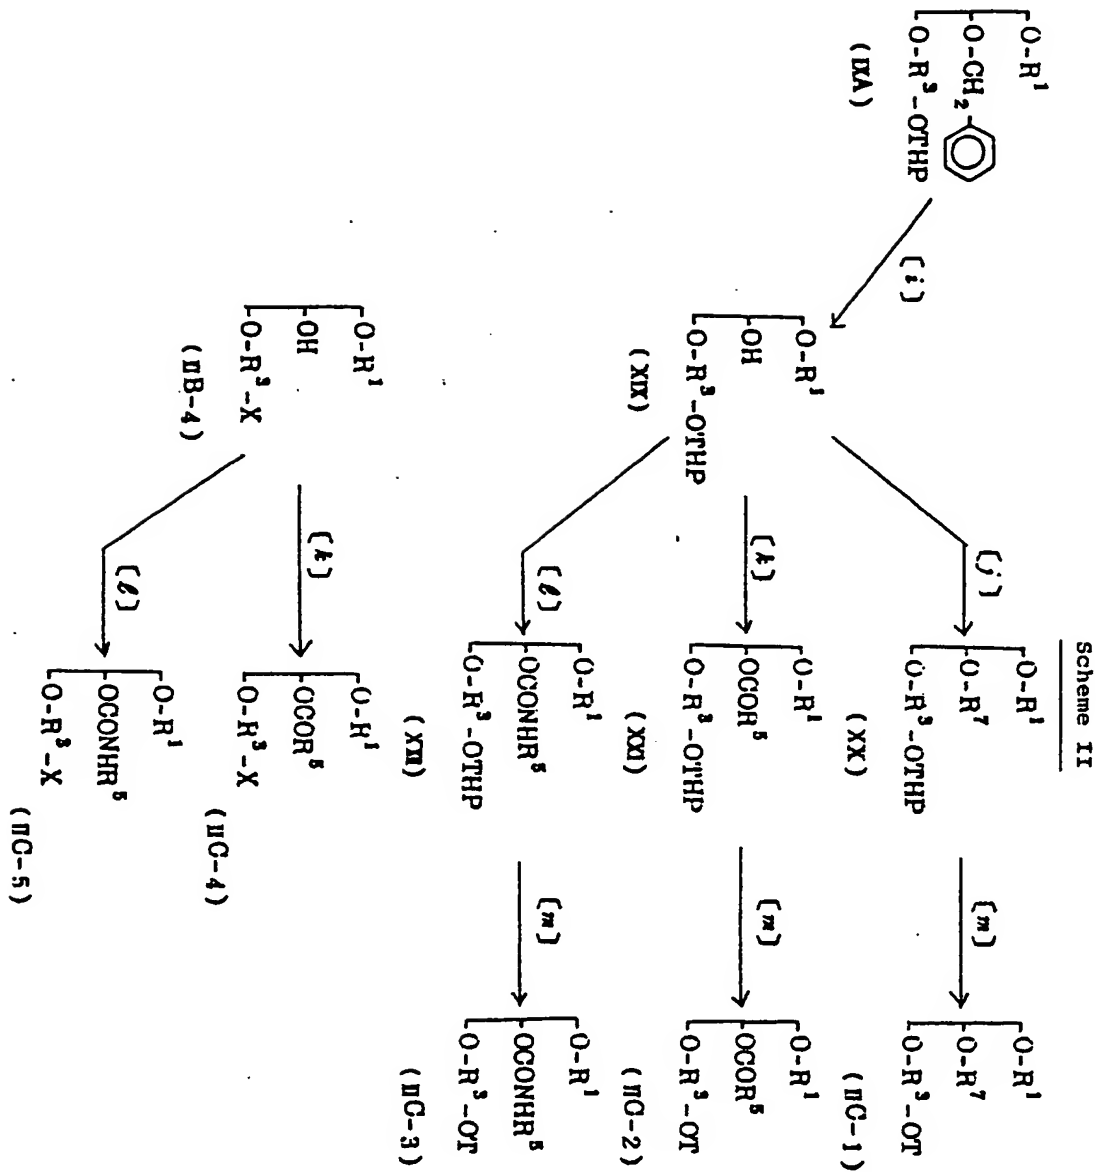 Scheme II
O-R¹
O-CH₂-
O-R³-OTHP
(IXA)
[i]
O-R¹
OH
O-R³-OTHP
(XIX)
[j]
O-R¹
O-R⁷
O-R³-OTHP
(XX)
[m]
O-R¹
O-R⁷
O-R³-OT
(IIC-1)
[k]
O-R¹
OCOR⁵
O-R³-OTHP
(XXI)
[m]
O-R¹
OCOR⁵
O-R³-OT
(IIC-2)
[l]
O-R¹
OCONHR⁵
O-R³-OTHP
(XXII)
[m]
O-R¹
OCONHR⁵
O-R³-OT
(IIC-3)
O-R¹
OH
O-R³-X
(IIB-4)
[k]
O-R¹
OCOR⁵
O-R³-X
(IIC-4)
[l]
O-R¹
OCONHR⁵
O-R³-X
(IIC-5)